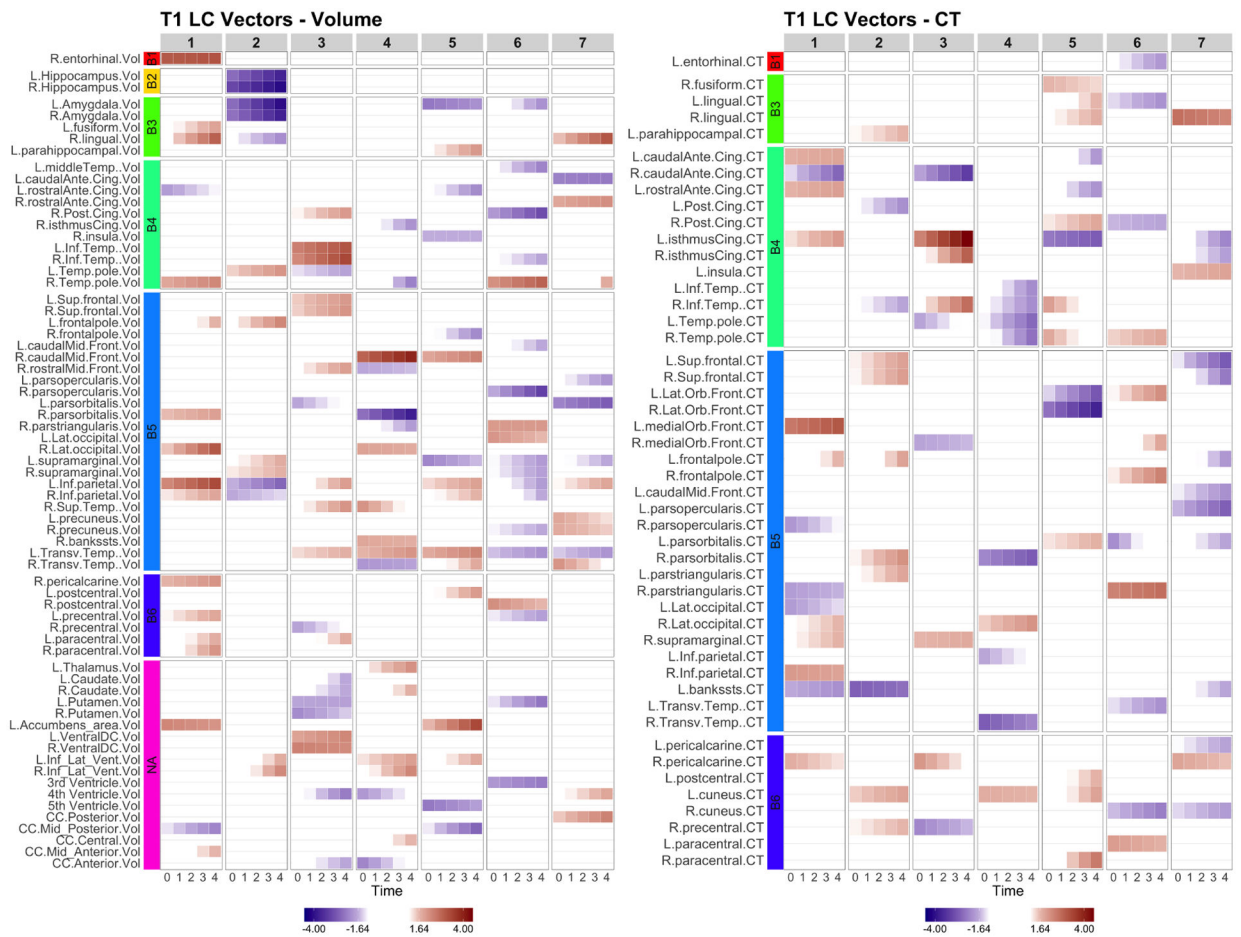 T1 LC Vectors - Volume
1 2 3 4 5 6 7
B1
R.entorhinal.Vol
B2
L.Hippocampus.Vol
R.Hippocampus.Vol
B3
L.Amygdala.Vol
R.Amygdala.Vol
L.fusiform.Vol
R.lingual.Vol
L.parahippocampal.Vol
B4
L.middleTemp..Vol
L.caudalAnte.Cing.Vol
L.rostralAnte.Cing.Vol
R.rostralAnte.Cing.Vol
R.Post.Cing.Vol
R.isthmusCing.Vol
R.insula.Vol
L.Inf.Temp..Vol
R.Inf.Temp..Vol
L.Temp.pole.Vol
R.Temp.pole.Vol
B5
L.Sup.frontal.Vol
R.Sup.frontal.Vol
L.frontalpole.Vol
R.frontalpole.Vol
L.caudalMid.Front.Vol
R.caudalMid.Front.Vol
R.rostralMid.Front.Vol
L.parsopercularis.Vol
R.parsopercularis.Vol
L.parsorbitalis.Vol
R.parsorbitalis.Vol
R.parstriangularis.Vol
L.Lat.occipital.Vol
R.Lat.occipital.Vol
L.supramarginal.Vol
R.supramarginal.Vol
L.Inf.parietal.Vol
R.Inf.parietal.Vol
R.Sup.Temp..Vol
L.precuneus.Vol
R.precuneus.Vol
R.bankssts.Vol
L.Transv.Temp..Vol
R.Transv.Temp..Vol
B6
R.pericalcarine.Vol
L.postcentral.Vol
R.postcentral.Vol
L.precentral.Vol
R.precentral.Vol
L.paracentral.Vol
R.paracentral.Vol
NA
L.Thalamus.Vol
L.Caudate.Vol
R.Caudate.Vol
L.Putamen.Vol
R.Putamen.Vol
L.Accumbens_area.Vol
L.VentralDC.Vol
R.VentralDC.Vol
L.Inf_Lat_Vent.Vol
R.Inf_Lat_Vent.Vol
3rd Ventricle.Vol
4th Ventricle.Vol
5th Ventricle.Vol
CC.Posterior.Vol
CC.Mid_Posterior.Vol
CC.Central.Vol
CC.Mid_Anterior.Vol
CC.Anterior.Vol
0 1 2 3 4 0 1 2 3 4 0 1 2 3 4 0 1 2 3 4 0 1 2 3 4 0 1 2 3 4 0 1 2 3 4
Time
-4.00 -1.64 1.64 4.00
T1 LC Vectors - CT
1 2 3 4 5 6 7
B1
L.entorhinal.CT
B3
R.fusiform.CT
L.lingual.CT
R.lingual.CT
L.parahippocampal.CT
B4
L.caudalAnte.Cing.CT
R.caudalAnte.Cing.CT
L.rostralAnte.Cing.CT
L.Post.Cing.CT
R.Post.Cing.CT
L.isthmusCing.CT
R.isthmusCing.CT
L.insula.CT
L.Inf.Temp..CT
R.Inf.Temp..CT
L.Temp.pole.CT
R.Temp.pole.CT
B5
L.Sup.frontal.CT
R.Sup.frontal.CT
L.Lat.Orb.Front.CT
R.Lat.Orb.Front.CT
L.medialOrb.Front.CT
R.medialOrb.Front.CT
L.frontalpole.CT
R.frontalpole.CT
L.caudalMid.Front.CT
L.parsopercularis.CT
R.parsopercularis.CT
L.parsorbitalis.CT
R.parsorbitalis.CT
L.parstriangularis.CT
R.parstriangularis.CT
L.Lat.occipital.CT
R.Lat.occipital.CT
R.supramarginal.CT
L.Inf.parietal.CT
R.Inf.parietal.CT
L.bankssts.CT
L.Transv.Temp..CT
R.Transv.Temp..CT
B6
L.pericalcarine.CT
R.pericalcarine.CT
L.postcentral.CT
L.cuneus.CT
R.cuneus.CT
R.precentral.CT
L.paracentral.CT
R.paracentral.CT
0 1 2 3 4 0 1 2 3 4 0 1 2 3 4 0 1 2 3 4 0 1 2 3 4 0 1 2 3 4 0 1 2 3 4
Time
-4.00 -1.64 1.64 4.00